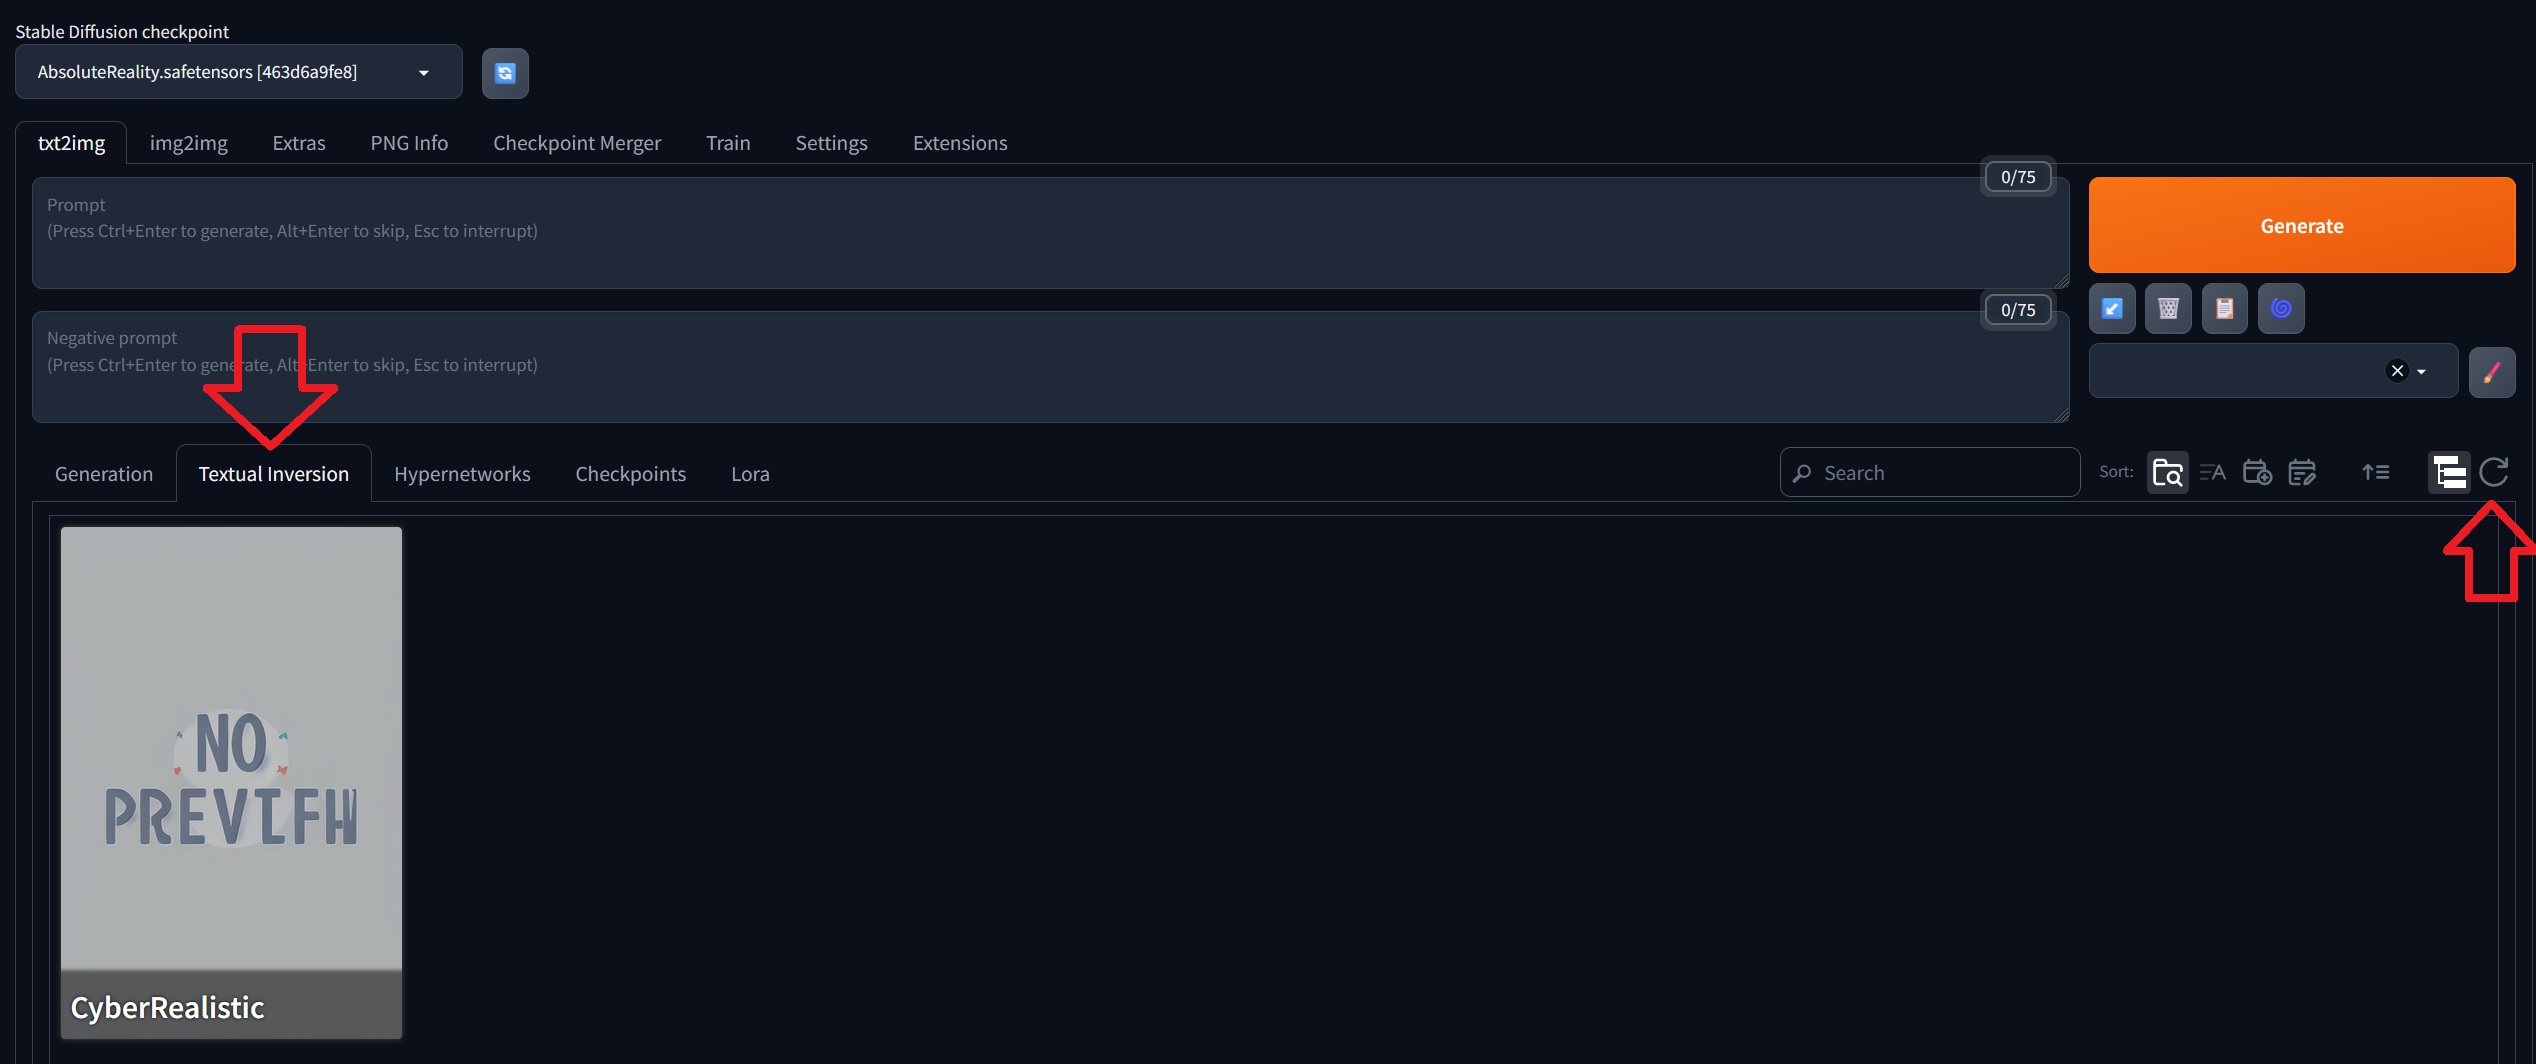 Stable Diffusion checkpoint
AbsoluteReality.safetensors [463d6a9fe8]
txt2img img2img Extras PNG Info Checkpoint Merger Train Settings Extensions
0/75
Prompt
(Press Ctrl+Enter to generate, Alt+Enter to skip, Esc to interrupt)
Generate
0/75
Negative prompt
(Press Ctrl+Enter to generate, Alt+Enter to skip, Esc to interrupt)
Generation Textual Inversion Hypernetworks Checkpoints Lora Search Sort:
NO
PREVIFW
CyberRealistic